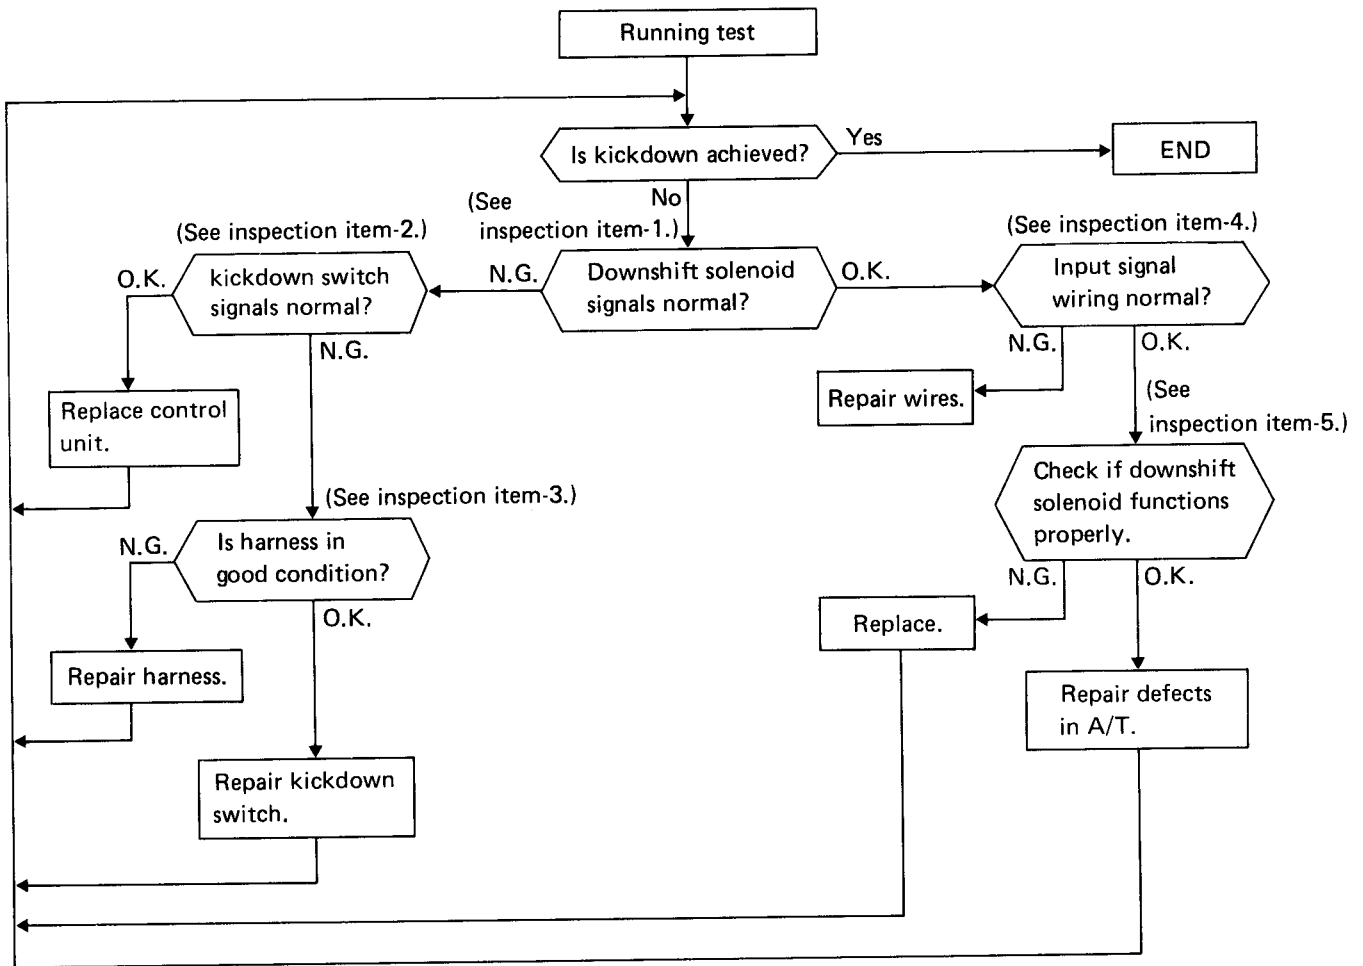 Running test
Is kickdown achieved?
Yes
END
No
(See
inspection item-1.)
(See inspection item-2.)
(See inspection item-4.)
O.K.
kickdown switch
signals normal?
N.G.
Downshift solenoid
signals normal?
O.K.
Input signal
wiring normal?
N.G.
N.G.
O.K.
Replace control
unit.
Repair wires.
(See
inspection item-5.)
(See inspection item-3.)
Check if downshift
solenoid functions
properly.
N.G.
Is harness in
good condition?
N.G.
O.K.
O.K.
Replace.
Repair harness.
Repair defects
in A/T.
Repair kickdown
switch.